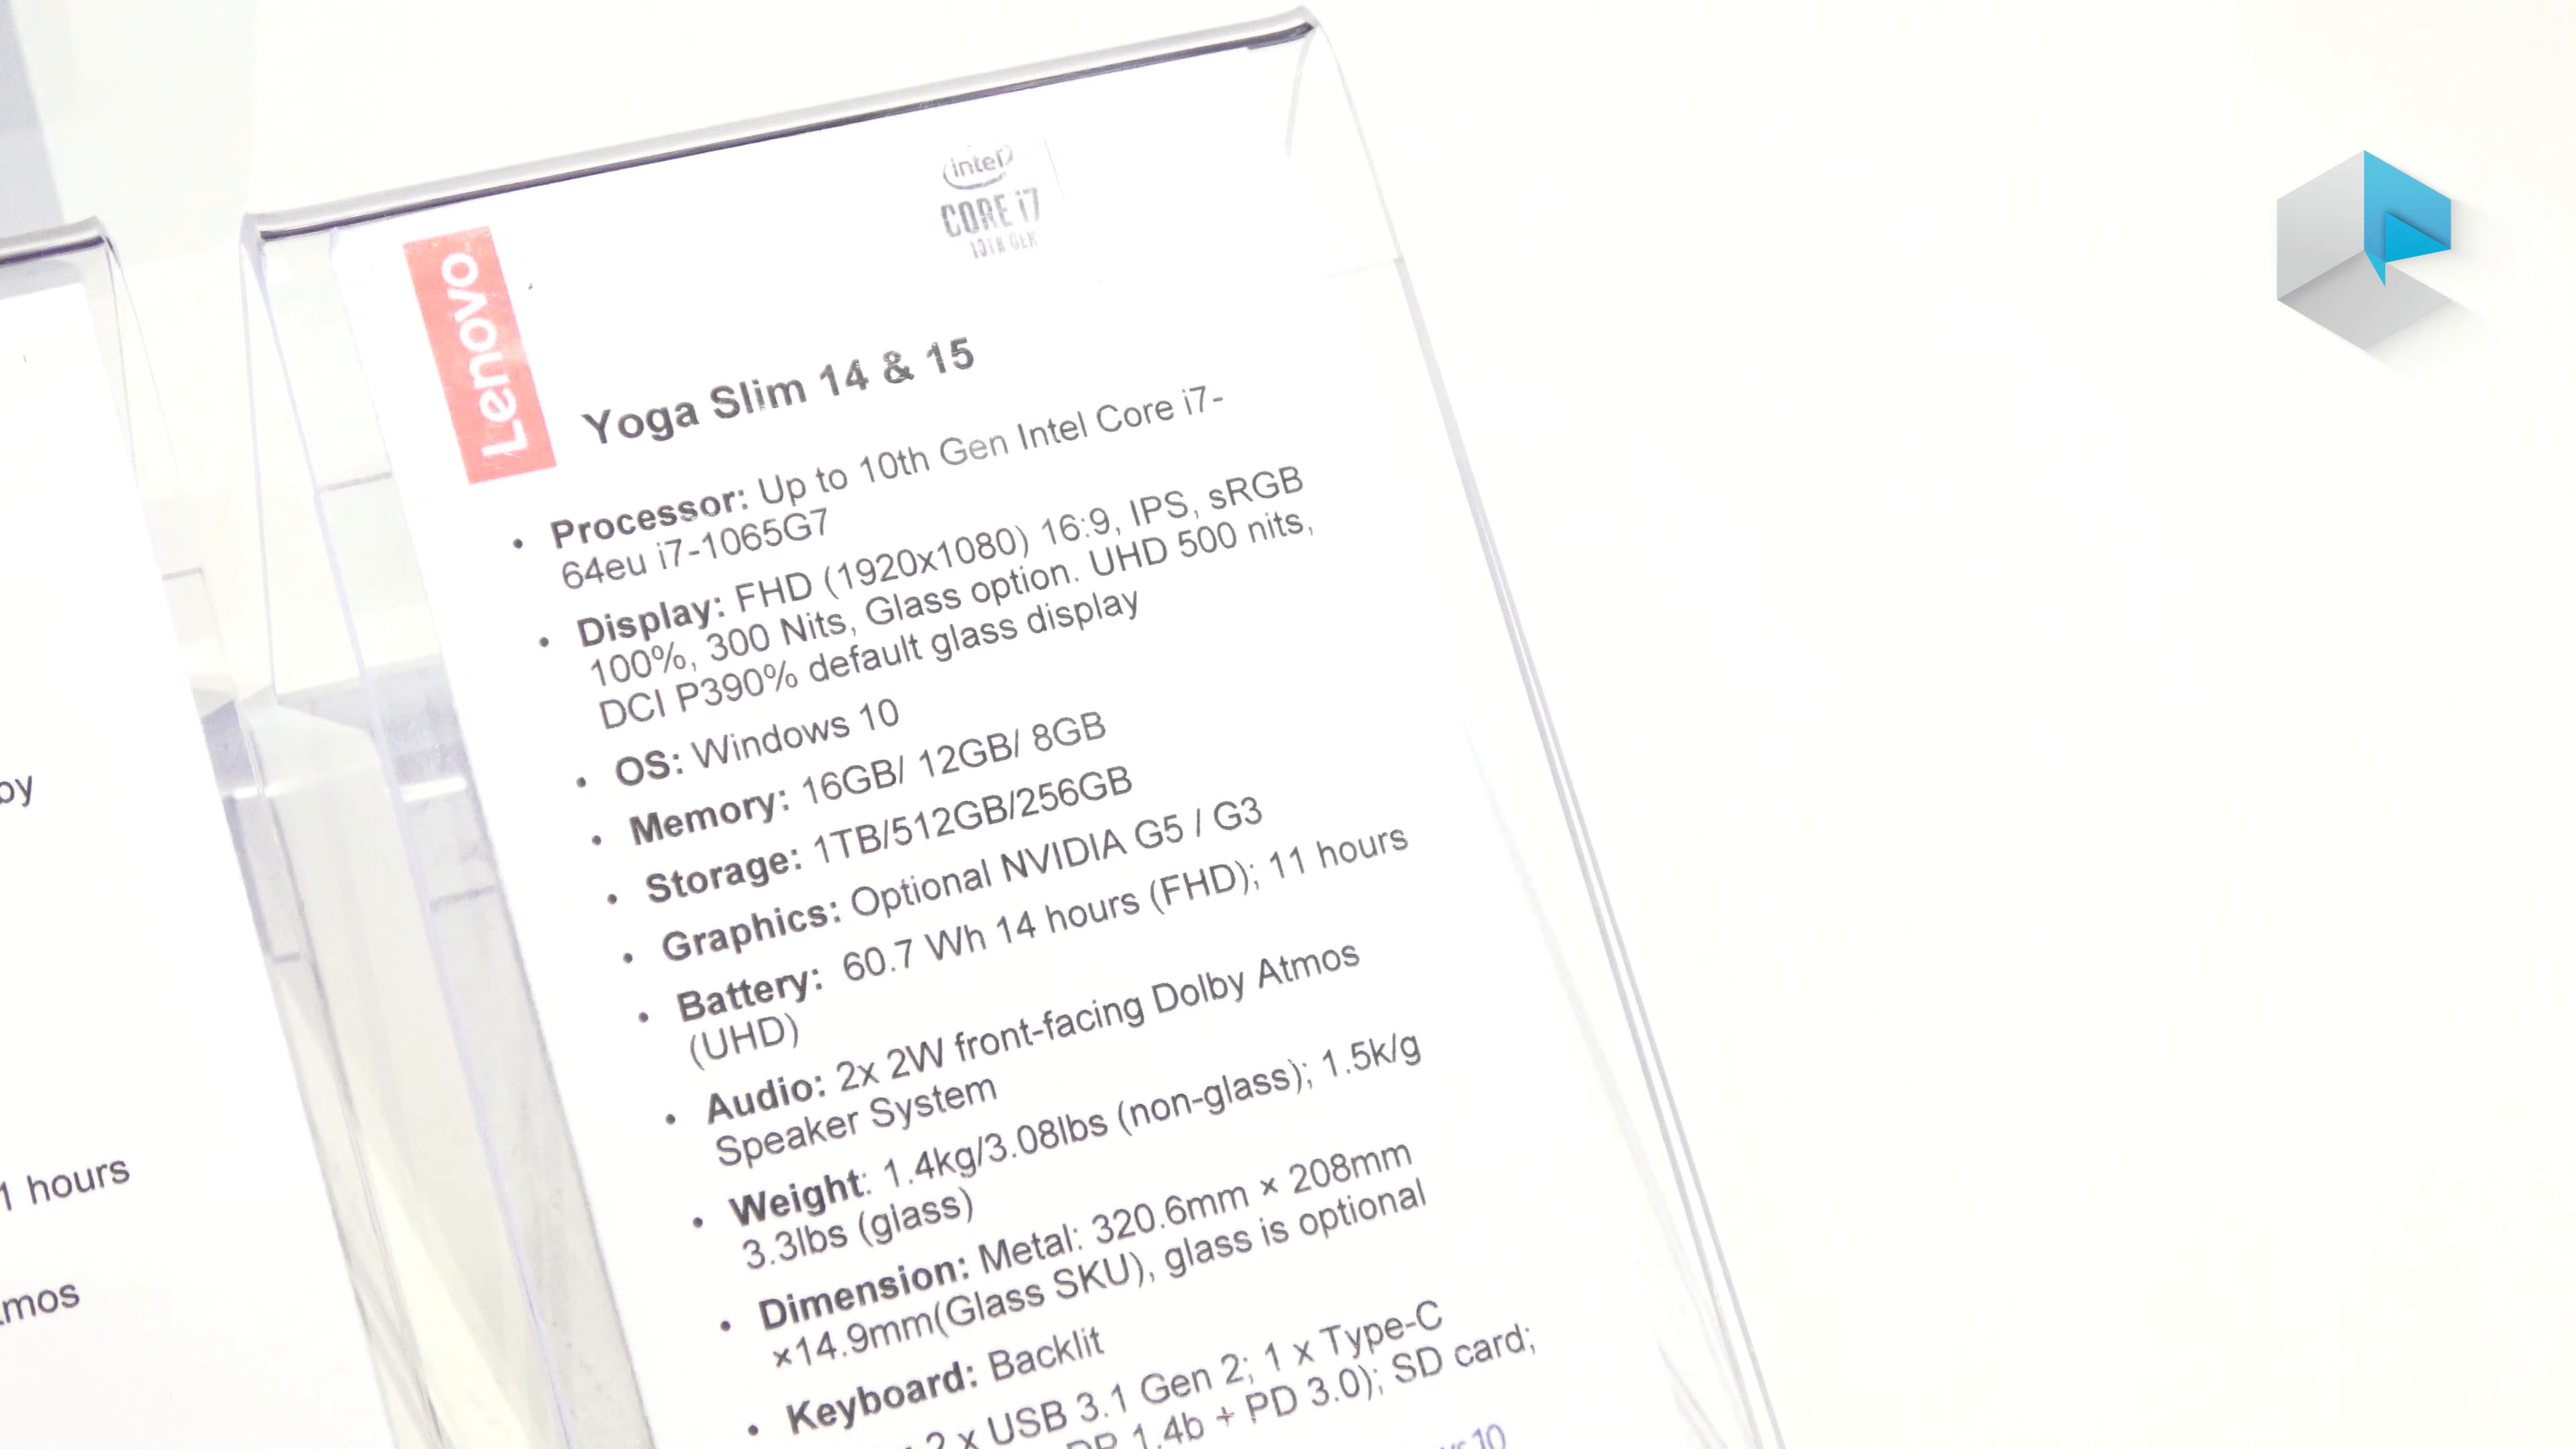 intel
CORE i7
10TH GEN
Lenovo
Yoga Slim 14 & 15
• Processor: Up to 10th Gen Intel Core i7-
64eu i7-1065G7
• Display: FHD (1920x1080) 16:9, IPS, sRGB
100%, 300 Nits, Glass option. UHD 500 nits,
DCI P390% default glass display
• OS: Windows 10
• Memory: 16GB/ 12GB/ 8GB
• Storage: 1TB/512GB/256GB
• Graphics: Optional NVIDIA G5 / G3
• Battery: 60.7 Wh 14 hours (FHD); 11 hours
(UHD)
• Audio: 2x 2W front-facing Dolby Atmos
Speaker System
• Weight: 1.4kg/3.08lbs (non-glass); 1.5k/g
3.3lbs (glass)
• Dimension: Metal: 320.6mm × 208mm
×14.9mm(Glass SKU), glass is optional
• Keyboard: Backlit
2 x USB 3.1 Gen 2; 1 x Type-C
DP 1.4b + PD 3.0); SD card;
10
hours